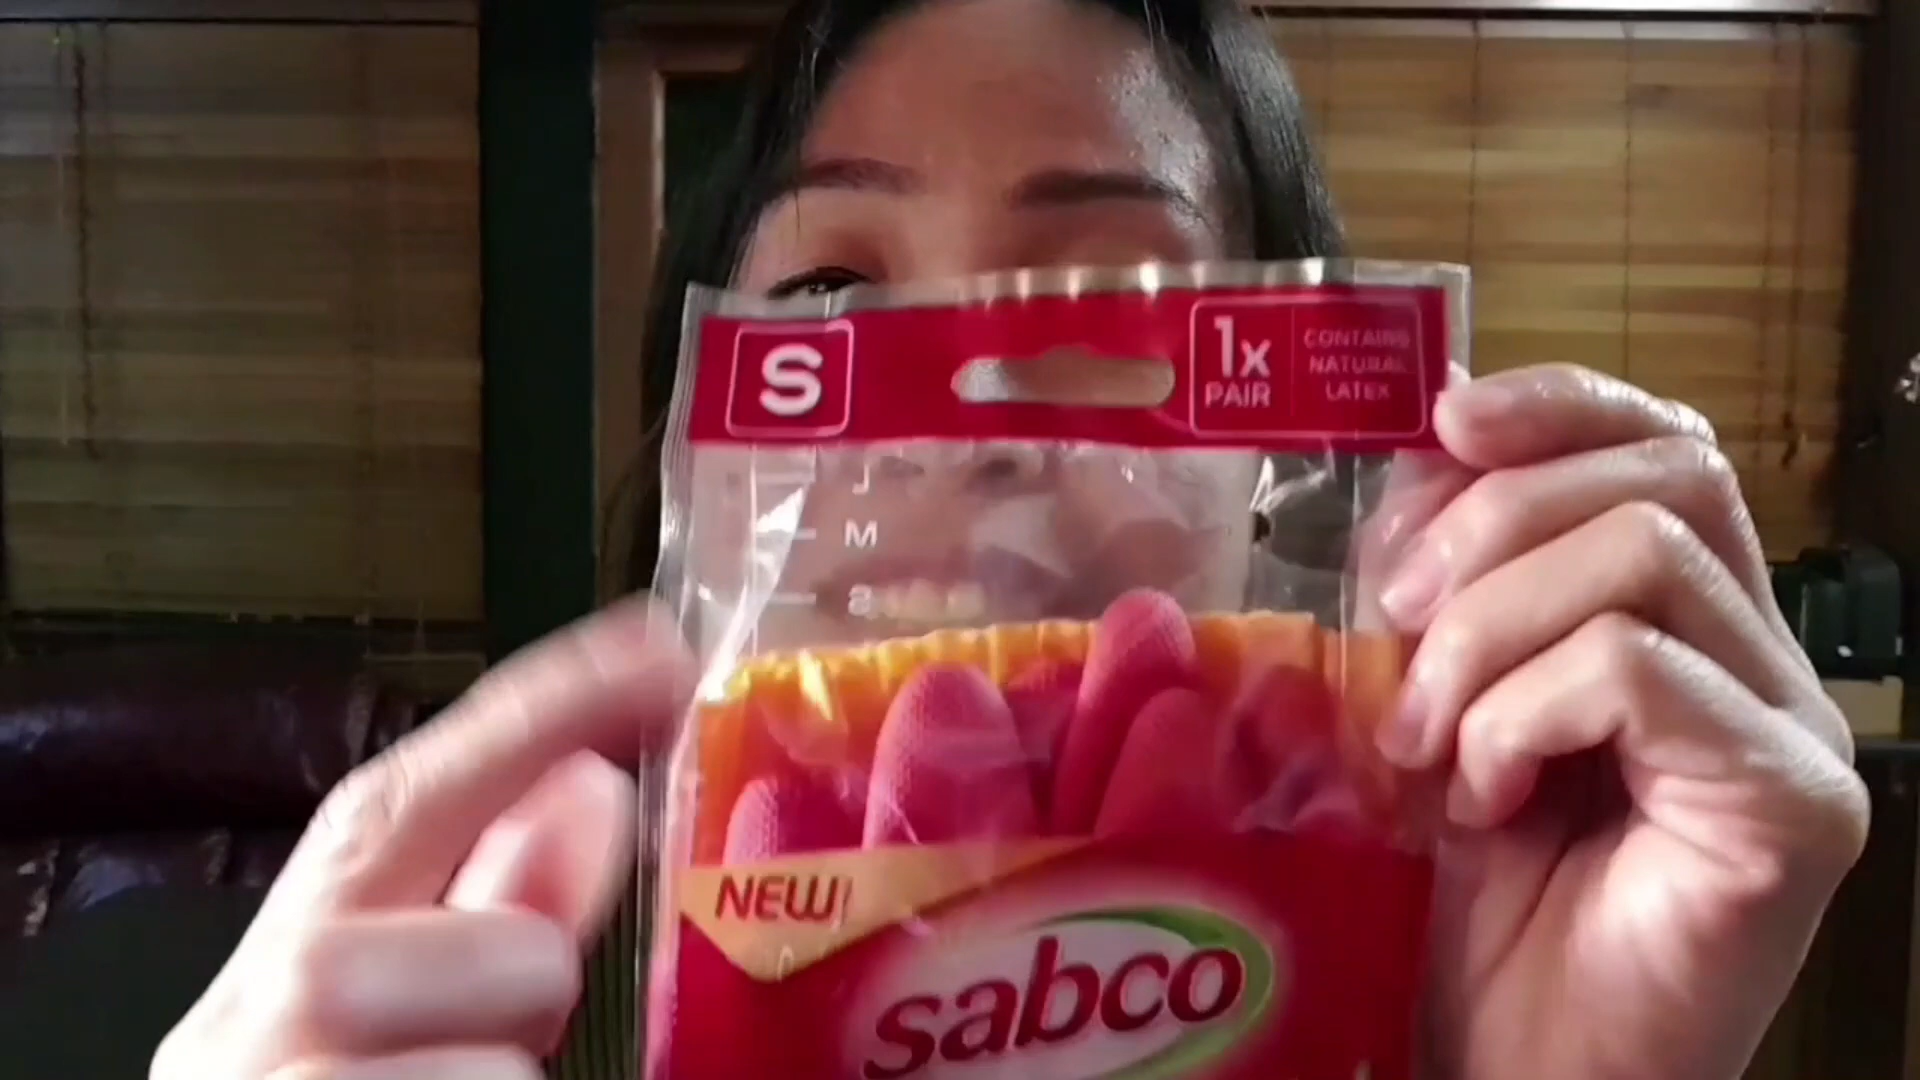 S
1x
PAIR
CONTAINS
NATURAL
LATEX
L
M
S
NEW!
sabco